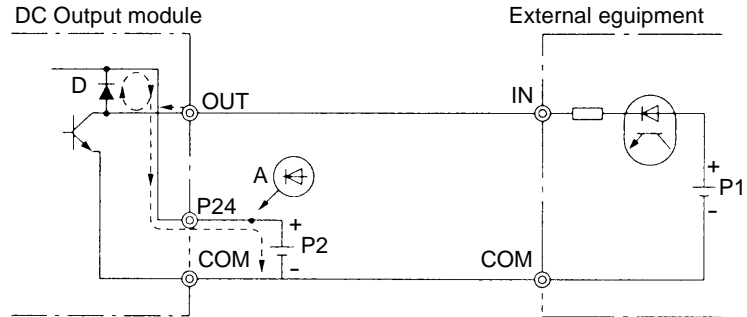 DC Output module
External eguipment
D
OUT
IN
A
P24
+
P2
-
COM
COM
+
P1
-